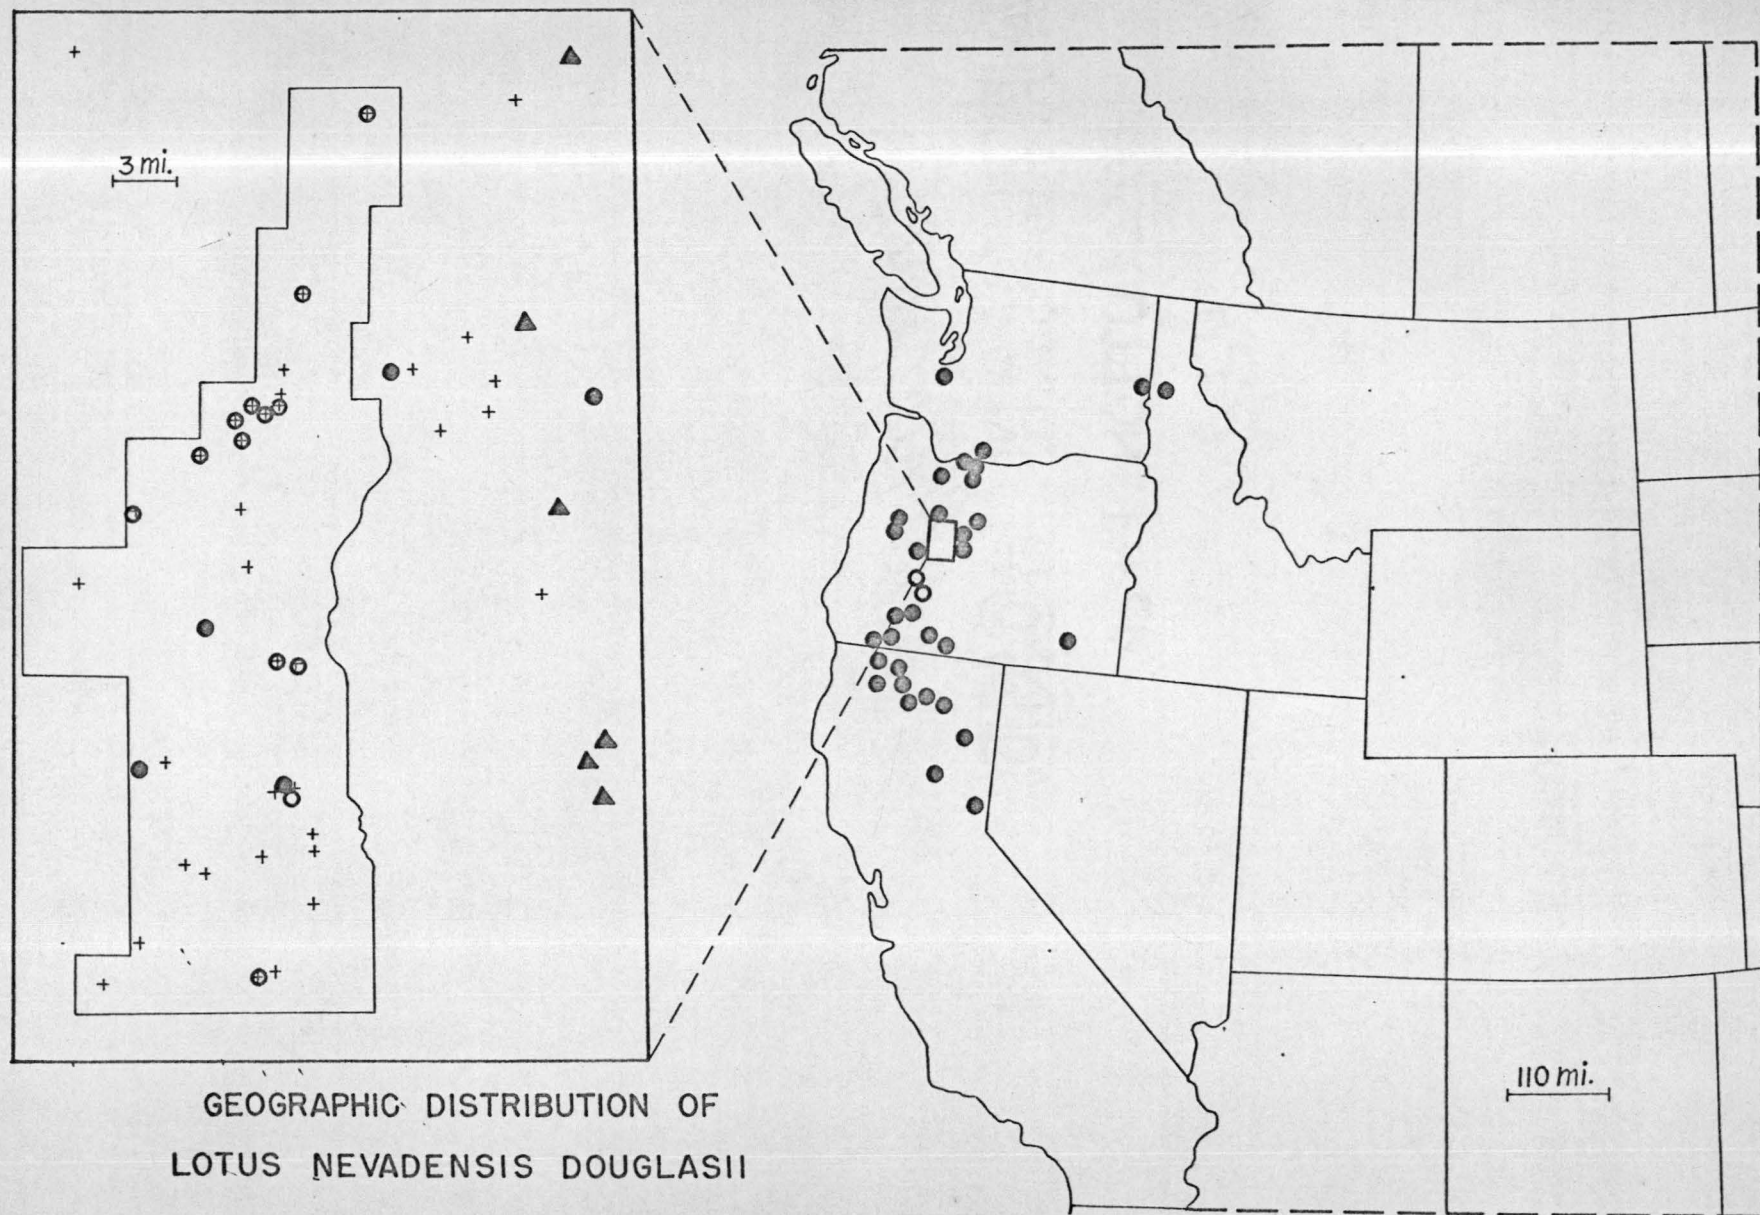 3 mi.
110 mi.
GEOGRAPHIC DISTRIBUTION OF
LOTUS NEVADENSIS DOUGLASII